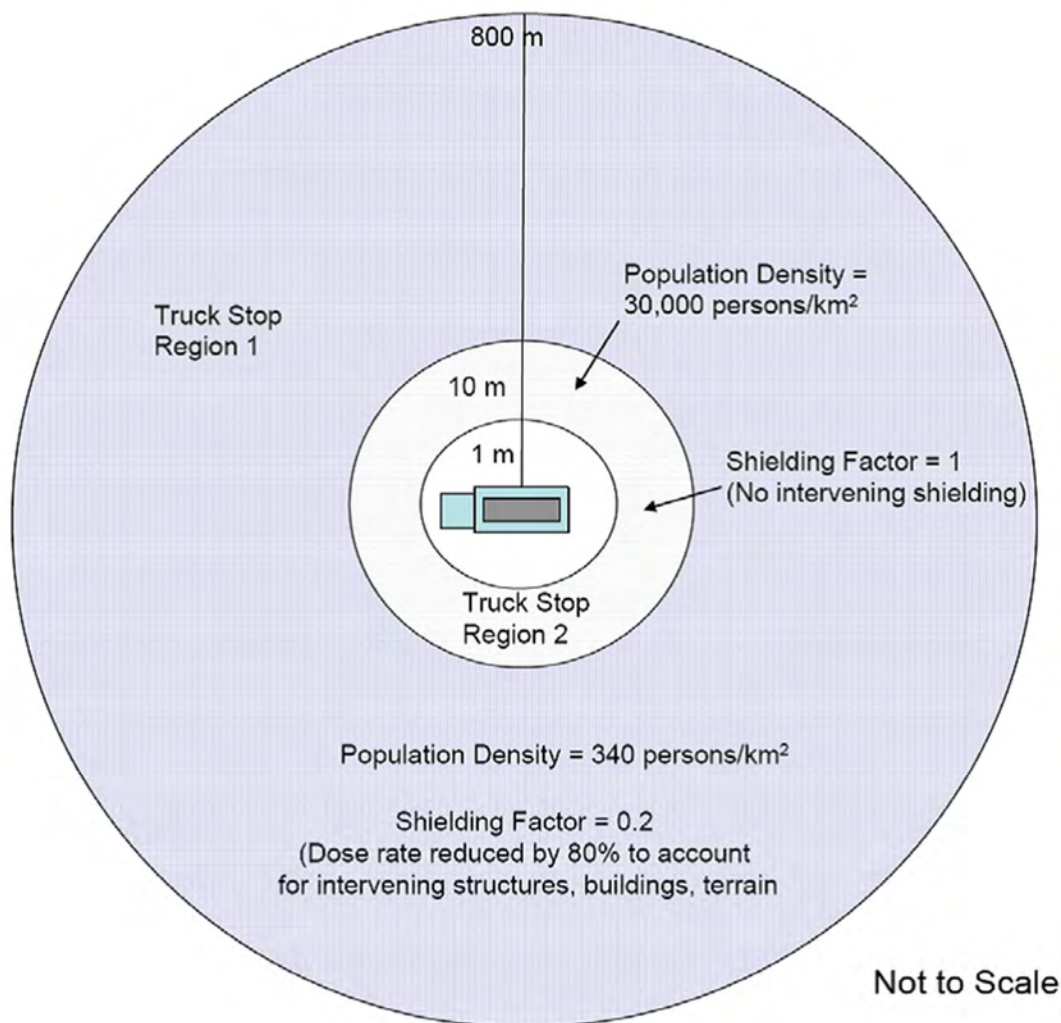 800 m
Population Density =
30,000 persons/km²
Truck Stop
Region 1
10 m
1 m
Shielding Factor = 1
(No intervening shielding)
Truck Stop
Region 2
Population Density = 340 persons/km²
Shielding Factor = 0.2
(Dose rate reduced by 80% to account
for intervening structures, buildings, terrain
Not to Scale